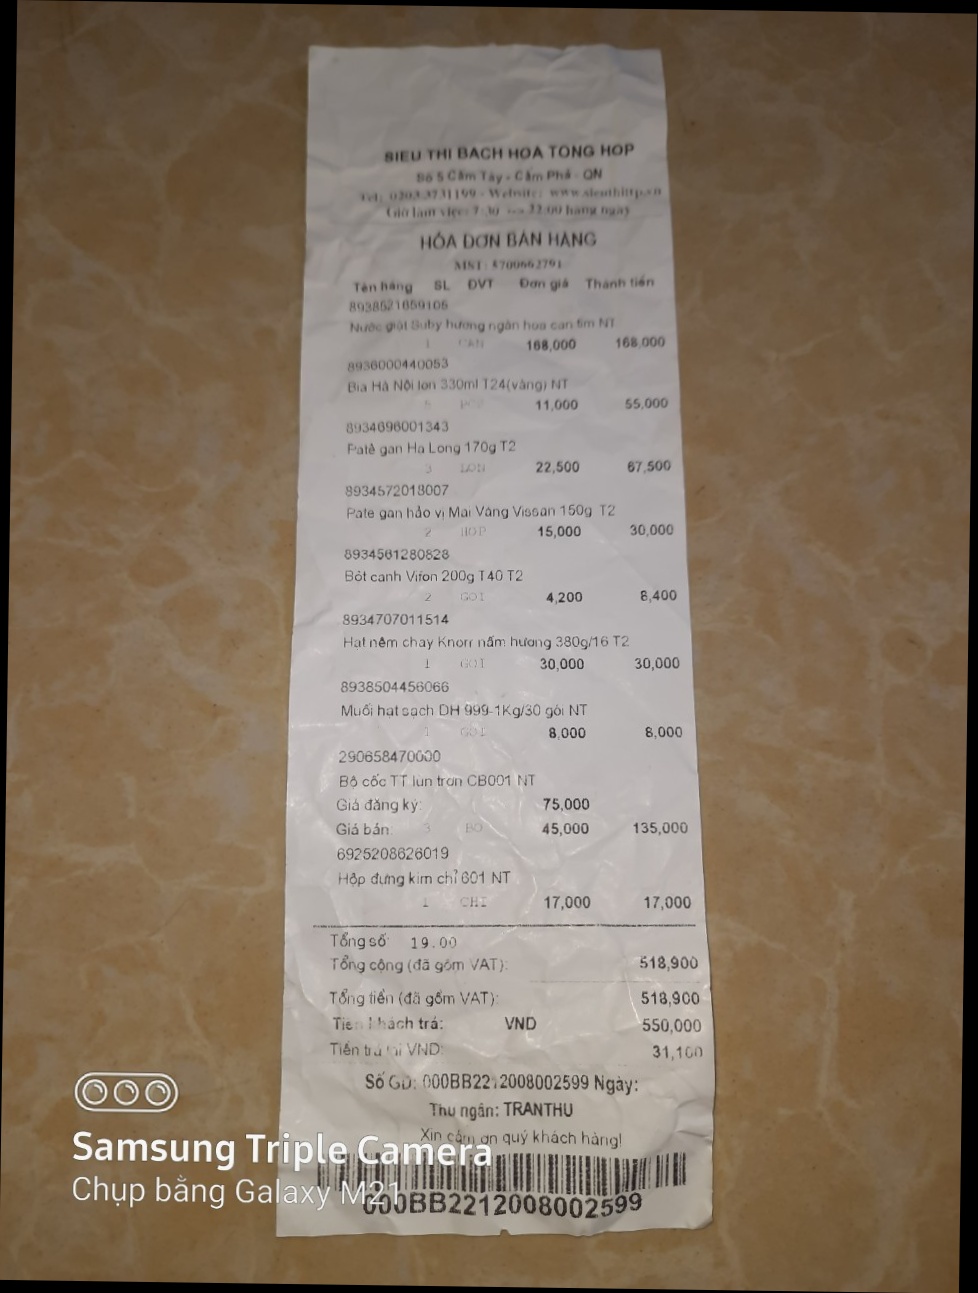 SIEU THI BACH HOA TONG HOP
Số 5 Cẩm Tây - Cẩm Phả - QN
Tel: 0203.3731199 - Website: www.sieuthittp.vn
Gio lam viec: 7:30 --- 22:00 hang ngay
HÓA ĐƠN BÁN HÀNG
MST: 5700662791
Tên hàng SL ĐVT Đơn giá Thành tiền
8938521659106
Nước giặt Suby hương ngàn hoa can tím NT
1 CAN 168,000 168,000
8936000440053
Bia Hà Nội lon 330ml T24(vàng) NT
5 11,000 55,000
8934696001343
Patê gan Hạ Long 170g T2
3 LON 22,500 67,500
8934572018007
Pate gan hảo vị Mai Vàng Vissan 150g T2
2 HOP 15,000 30,000
8934561280828
Bột canh Vifon 200g T40 T2
2 GOI 4,200 8,400
8934707011514
Hạt nêm chay Knorr nấm hương 380g/16 T2
1 GOI 30,000 30,000
8938504456066
Muối hạt sạch DH 999-1Kg/30 gói NT
1 GOI 8,000 8,000
290658470000
Bộ cốc TT lùn trơn CB001 NT
Giá đăng ký: 75,000
Giá bán: 3 BO 45,000 135,000
6925208626019
Hộp đựng kim chỉ 601 NT
1 CHI 17,000 17,000
Tổng số: 19.00
Tổng cộng (đã gồm VAT): 518,900
Tổng tiền (đã gồm VAT): 518,900
Tiền khách trả: VND 550,000
Tiền trả lại VND: 31,100
Số GD: 000BB2212008002599 Ngày:
Thu ngân: TRANTHU
Xin cảm ơn quý khách hàng!
000BB2212008002599
Samsung Triple Camera
Chụp bằng Galaxy M21